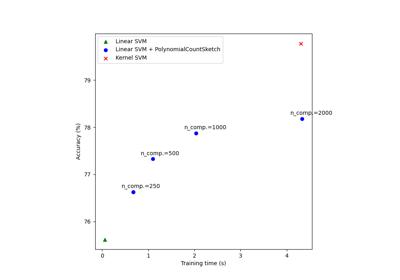 Linear SVM
Linear SVM + PolynomialCountSketch
Kernel SVM
79
n_comp.=2000
78
n_comp.=1000
n_comp.=500
77
n_comp.=250
76
Accuracy (%)
0 1 2 3 4
Training time (s)